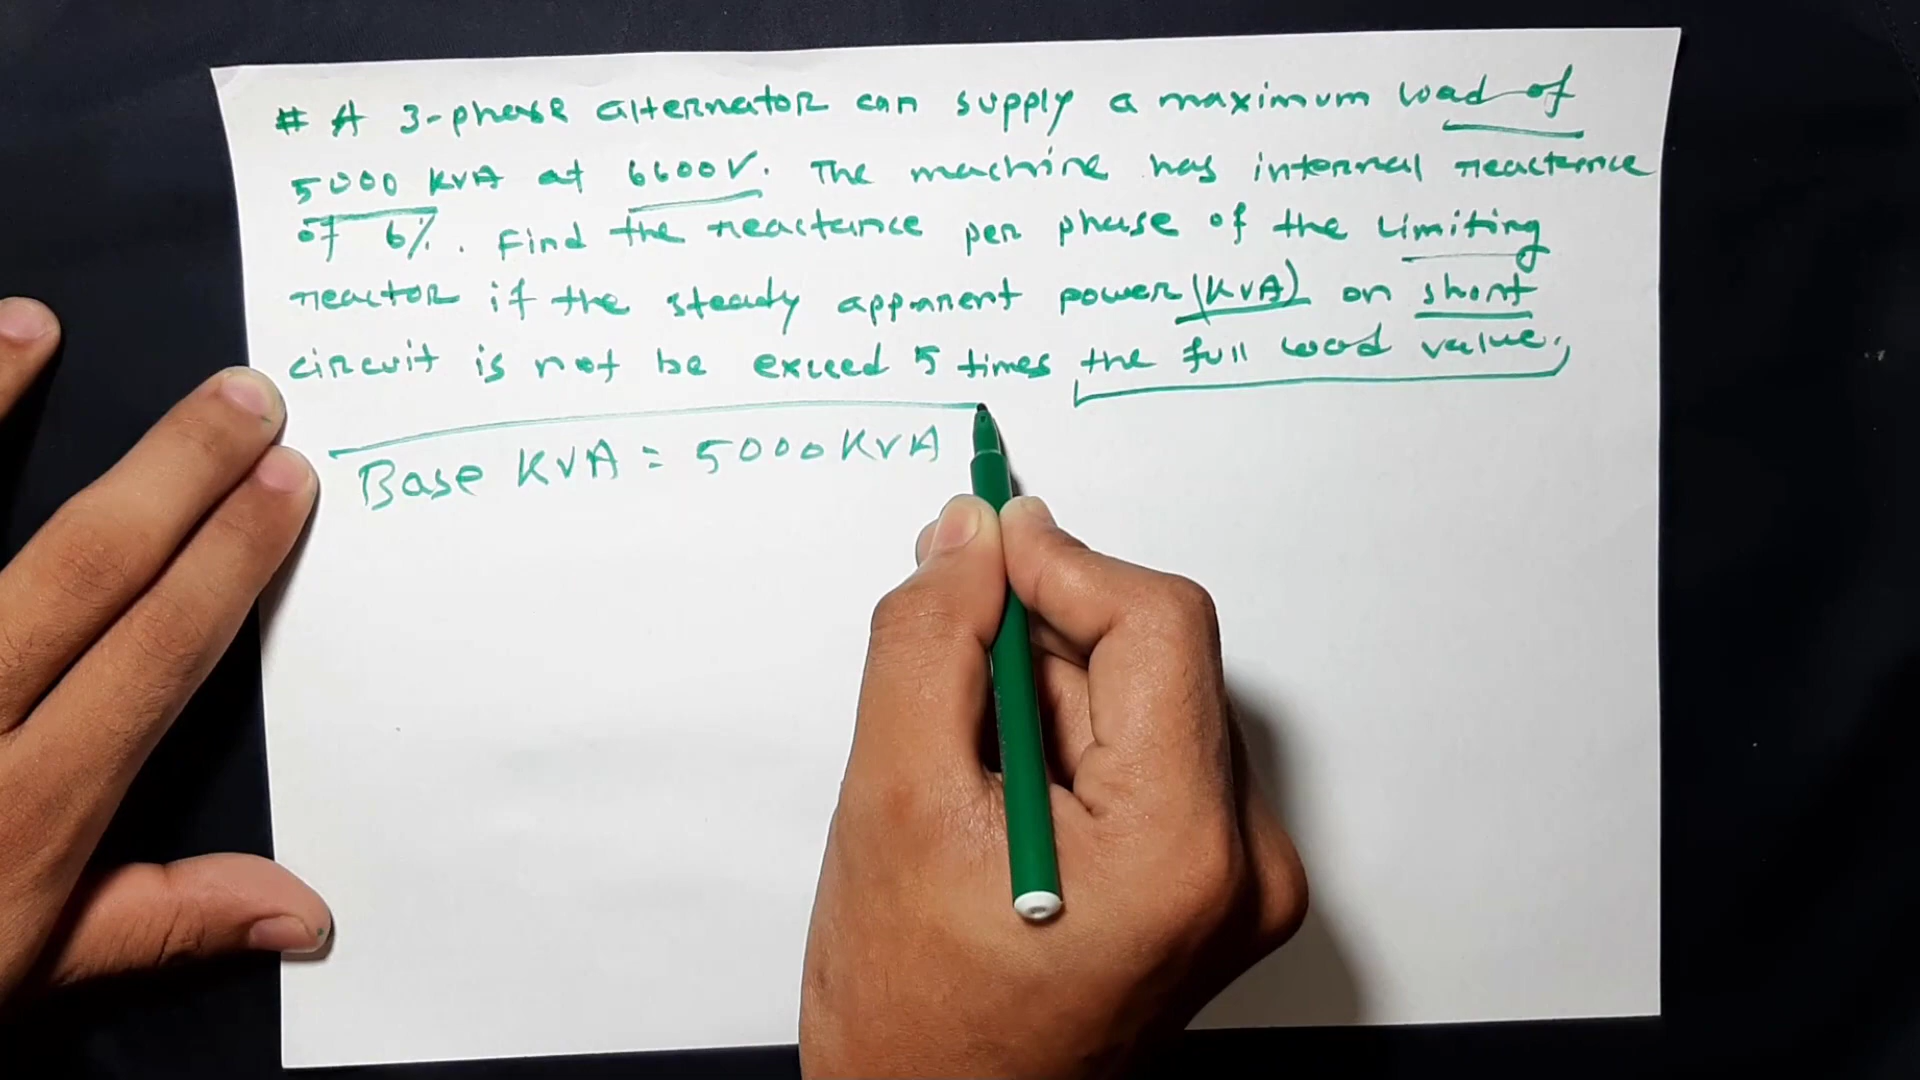 # A 3-phase alternator can supply a maximum load of
5000 KVA at 6600V. The machine has internal reactance
of 6%. Find the reactance per phase of the limiting
reactor if the steady apparent power (KVA) on short
circuit is not be exceed 5 times the full load value.
Base KVA = 5000 KVA